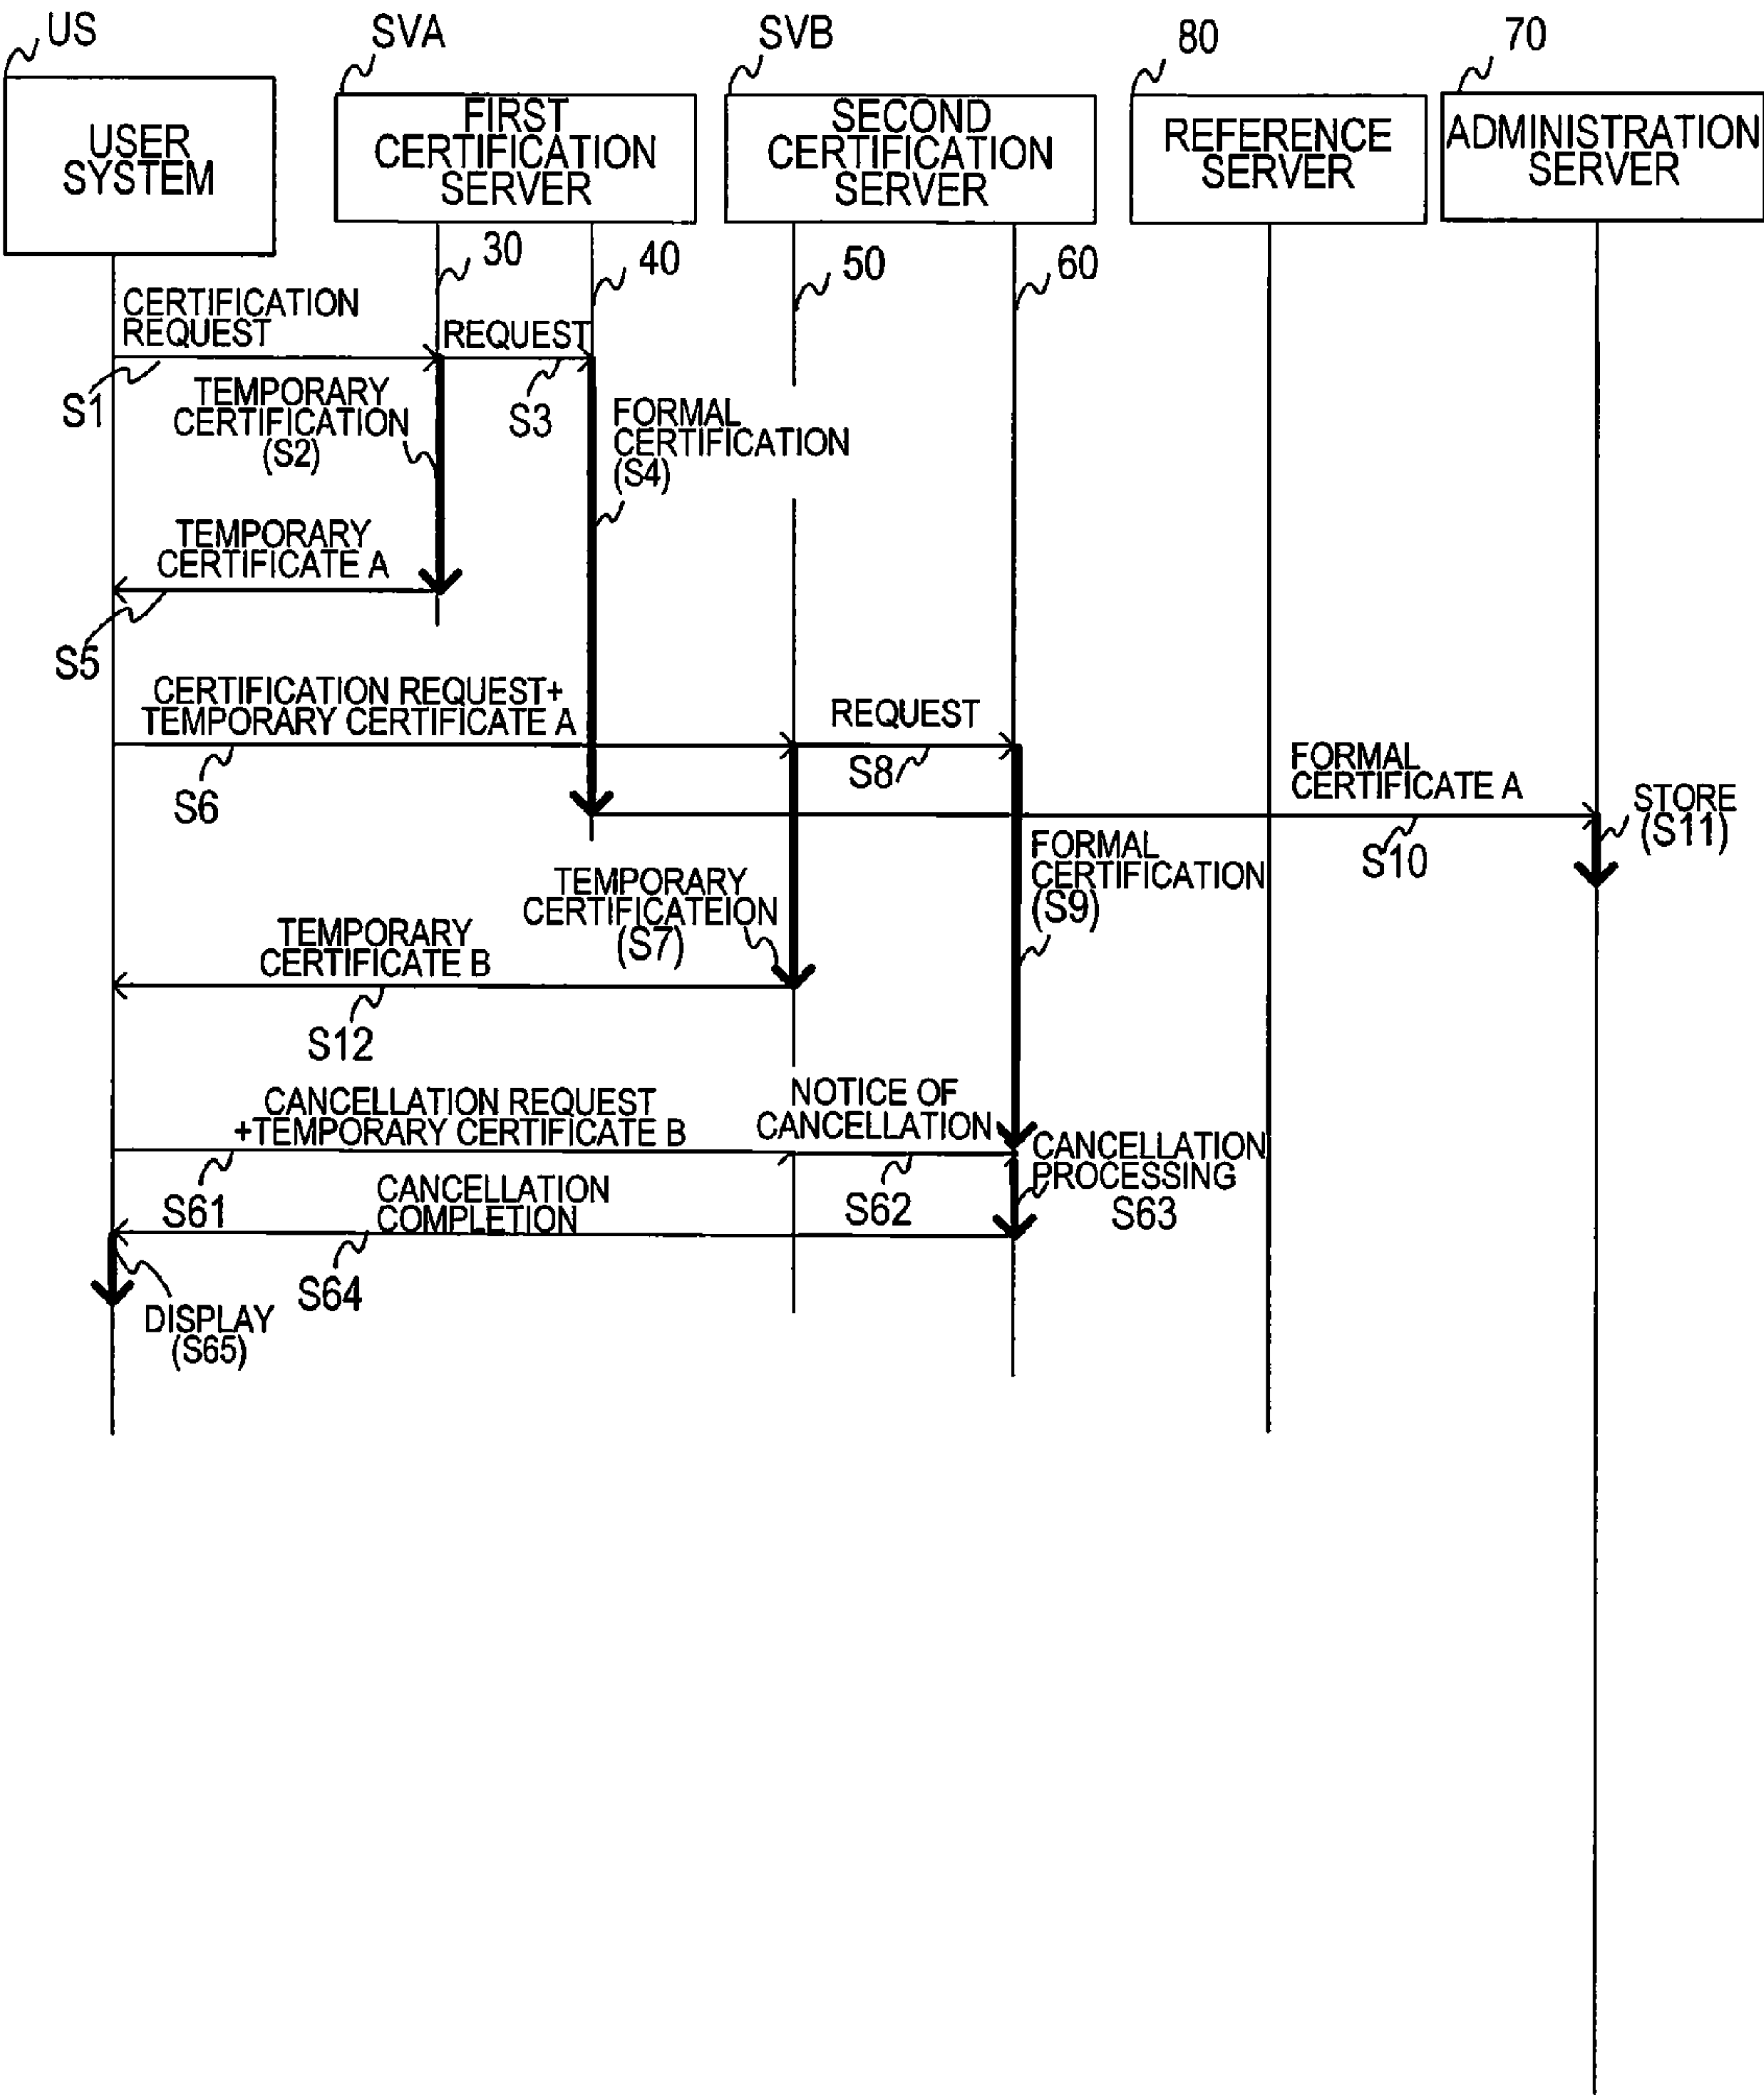 US
SVA
SVB
80
70
USER
SYSTEM
FIRST
CERTIFICATION
SERVER
SECOND
CERTIFICATION
SERVER
REFERENCE
SERVER
ADMINISTRATION
SERVER
30
40
50
60
CERTIFICATION
REQUEST
REQUEST
S1
TEMPORARY
CERTIFICATION
(S2)
S3
FORMAL
CERTIFICATION
(S4)
TEMPORARY
CERTIFICATE A
S5
CERTIFICATION REQUEST+
TEMPORARY CERTIFICATE A
REQUEST
S6
S8
FORMAL
CERTIFICATE A
STORE
(S11)
S10
FORMAL
CERTIFICATION
(S9)
TEMPORARY
CERTIFICATEION
(S7)
TEMPORARY
CERTIFICATE B
S12
CANCELLATION REQUEST
+TEMPORARY CERTIFICATE B
NOTICE OF
CANCELLATION
CANCELLATION
PROCESSING
S63
S61
CANCELLATION
COMPLETION
S62
S64
DISPLAY
(S65)